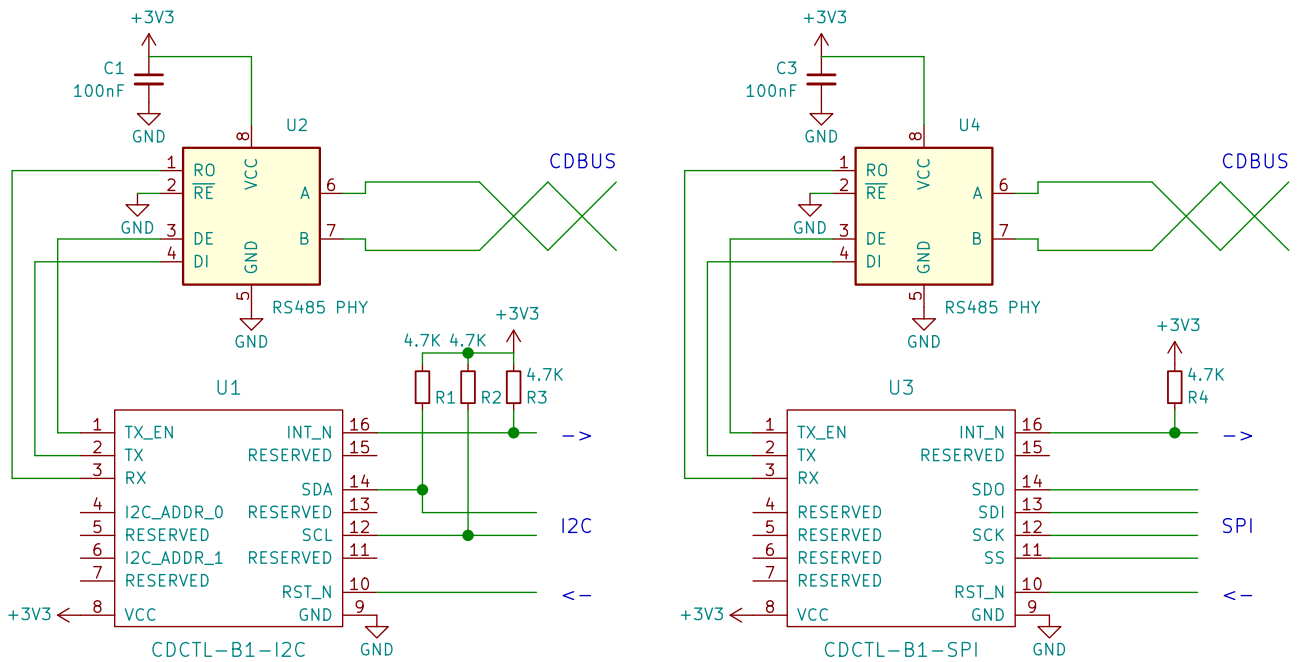 +3V3
C1
100nF
GND
U2
8
VCC
1
RO
2
RE
GND
3
DE
4
DI
A
6
B
7
GND
5
GND
RS485 PHY
CDBUS
+3V3
4.7K
4.7K
4.7K
R1
R2
R3
U1
1
TX_EN
2
TX
3
RX
4
I2C_ADDR_0
5
RESERVED
6
I2C_ADDR_1
7
RESERVED
+3V3
8
VCC
INT_N
16
->
RESERVED
15
SDA
14
RESERVED
13
SCL
12
I2C
RESERVED
11
RST_N
10
<-
GND
9
GND
CDCTL-B1-I2C
+3V3
C3
100nF
GND
U4
8
VCC
1
RO
2
RE
GND
3
DE
4
DI
A
6
B
7
GND
5
GND
RS485 PHY
CDBUS
+3V3
4.7K
R4
U3
1
TX_EN
2
TX
3
RX
4
RESERVED
5
RESERVED
6
RESERVED
7
RESERVED
+3V3
8
VCC
INT_N
16
->
RESERVED
15
SDO
14
SDI
13
SCK
12
SPI
SS
11
RST_N
10
<-
GND
9
GND
CDCTL-B1-SPI